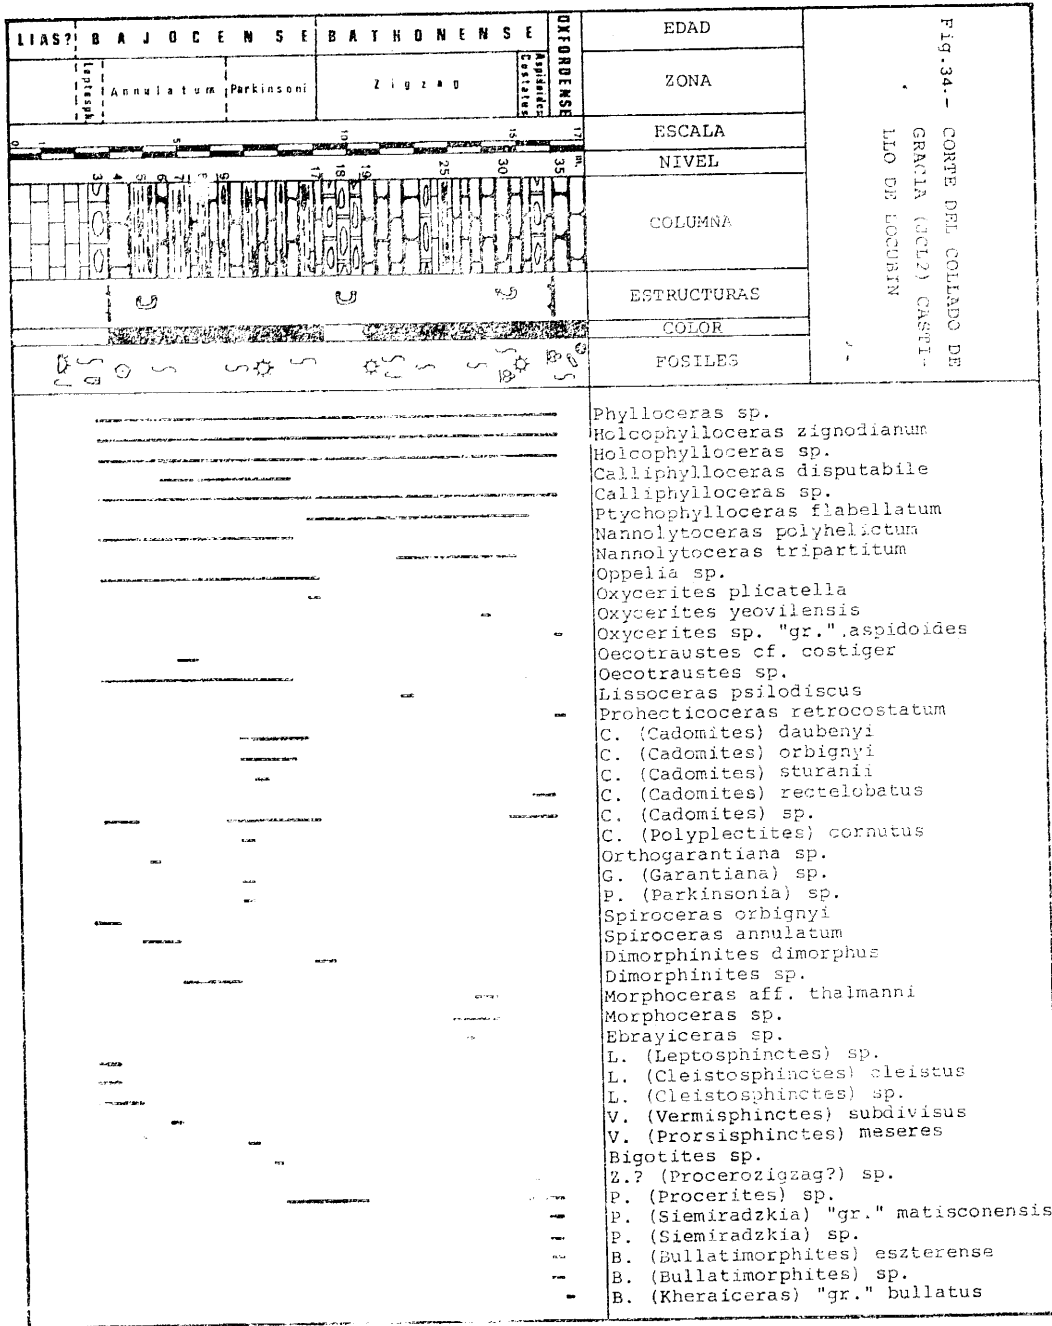 LIAS? BAJOCENSE BATHONENSE OXFORDENSE EDAD
Leptosph Annulatum Parkinsoni Zigzag Aspidoides Costatus ZONA
0 1 5 10 15 17 m. ESCALA
3 4 5 6 7 8 9 17 18 19 25 30 35 NIVEL
COLUMNA
ESTRUCTURAS
COLOR
FOSILES
Fig.34.- CORTE DEL COLLADO DE
GRACIA (JCL2) CASTI-
LLO DE LOCUBIN
Phylloceras sp.
Holcophylloceras zignodianum
Holcophylloceras sp.
Calliphylloceras disputabile
Calliphylloceras sp.
Ptychophylloceras flabellatum
Nannolytoceras polyhelictum
Nannolytoceras tripartitum
Oppelia sp.
Oxycerites plicatella
Oxycerites yeovilensis
Oxycerites sp. "gr." aspidoides
Oecotraustes cf. costiger
Oecotraustes sp.
Lissoceras psilodiscus
Prohecticoceras retrocostatum
C. (Cadomites) daubenyi
C. (Cadomites) orbignyi
C. (Cadomites) sturanii
C. (Cadomites) rectelobatus
C. (Cadomites) sp.
C. (Polyplectites) cornutus
Orthogarantiana sp.
G. (Garantiana) sp.
P. (Parkinsonia) sp.
Spiroceras orbignyi
Spiroceras annulatum
Dimorphinites dimorphus
Dimorphinites sp.
Morphoceras aff. thalmanni
Morphoceras sp.
Ebrayiceras sp.
L. (Leptosphinctes) sp.
L. (Cleistosphinctes) cleistus
L. (Cleistosphinctes) sp.
V. (Vermisphinctes) subdivisus
V. (Prorsisphinctes) meseres
Bigotites sp.
Z.? (Procerozigzag?) sp.
P. (Procerites) sp.
P. (Siemiradzkia) "gr." matisconensis
P. (Siemiradzkia) sp.
B. (Bullatimorphites) eszterense
B. (Bullatimorphites) sp.
B. (Kheraiceras) "gr." bullatus